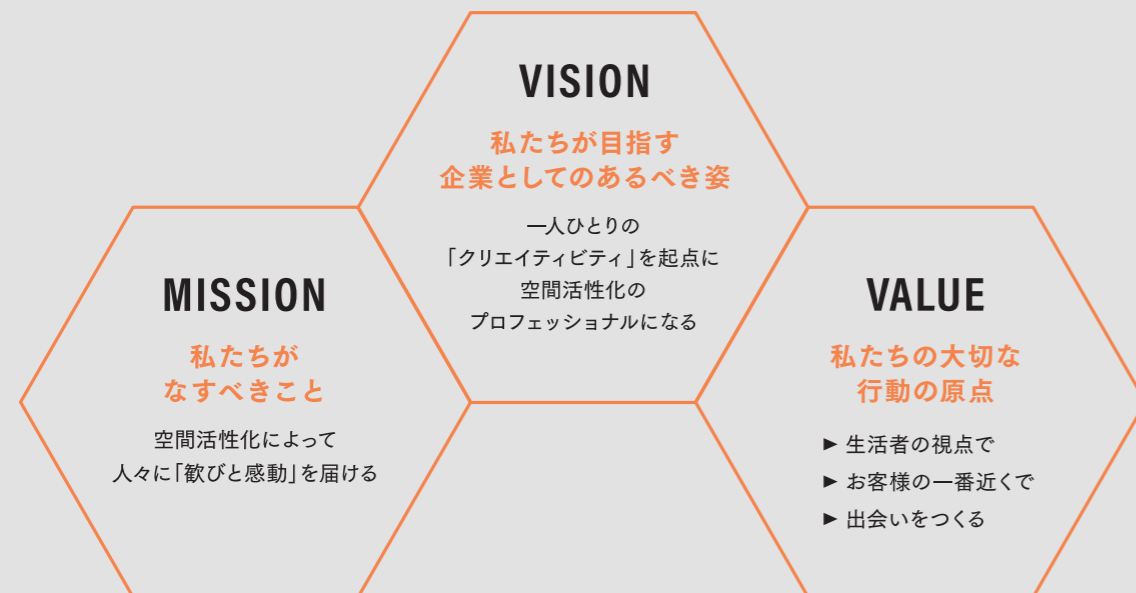 VISION
私たちが目指す
企業としてのあるべき姿
一人ひとりの
「クリエイティビティ」を起点に
空間活性化の
プロフェッショナルになる
MISSION
私たちが
なすべきこと
空間活性化によって
人々に「歓びと感動」を届ける
VALUE
私たちの大切な
行動の原点
► 生活者の視点で
► お客様の一番近くで
► 出会いをつくる